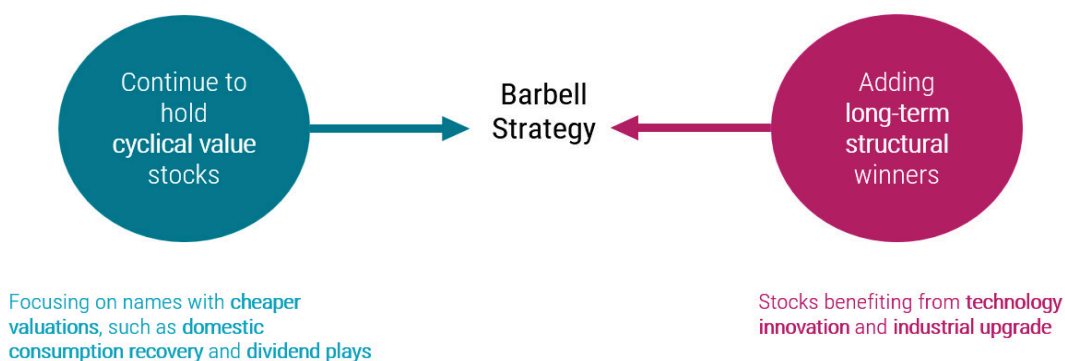 Continue to
hold
cyclical value
stocks
Barbell
Strategy
Adding
long-term
structural
winners
Focusing on names with cheaper
valuations, such as domestic
consumption recovery and dividend plays
Stocks benefiting from technology
innovation and industrial upgrade